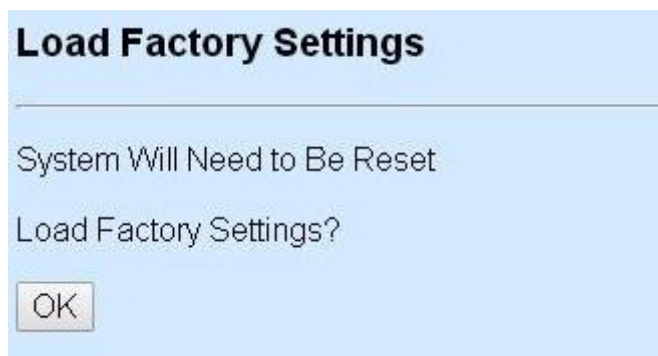 Load Factory Settings
System Will Need to Be Reset
Load Factory Settings?
OK